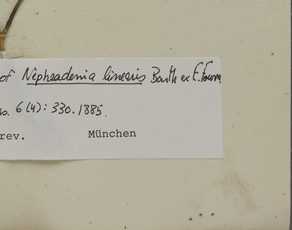 of Nephradenia linearis Benth ex E. Fourn.
6(4): 330. 1885.
rev. München